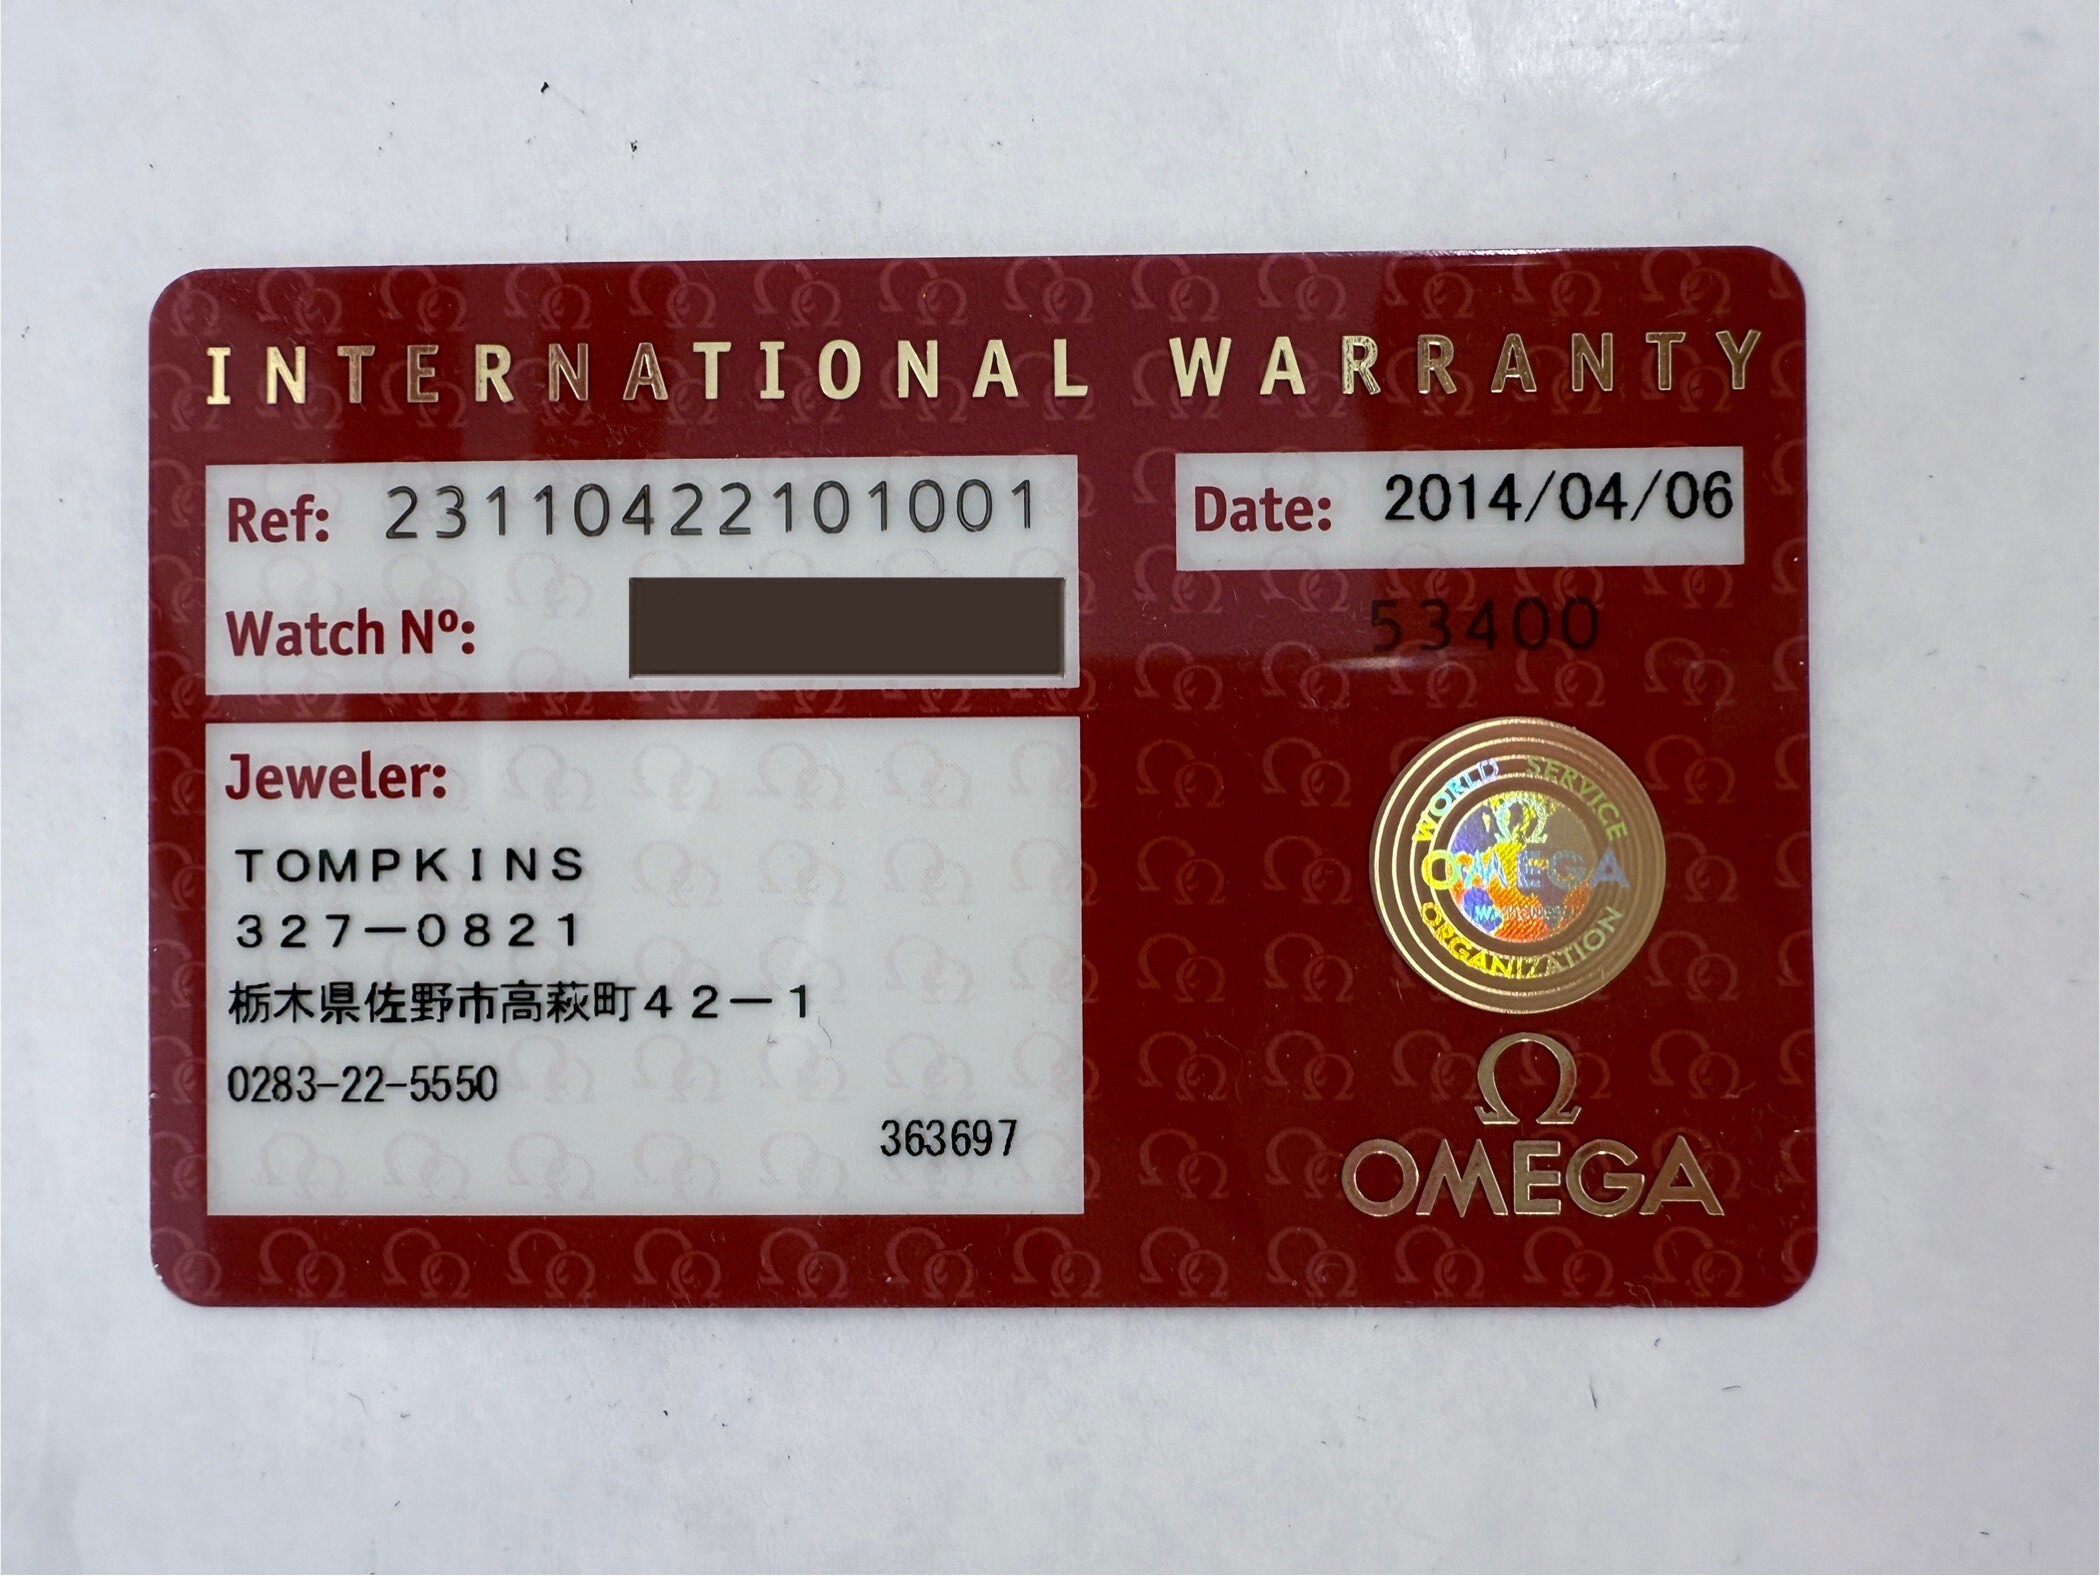 INTERNATIONAL WARRANTY
Ref: 23110422101001
Date: 2014/04/06
Watch Nº:
53400
Jeweler:
ＴＯＭＰＫＩＮＳ
３２７－０８２１
栃木県佐野市高萩町４２－１
0283-22-5550
363697
WORLD SERVICE
Ω
OMEGA
ORGANIZATION
Ω
OMEGA